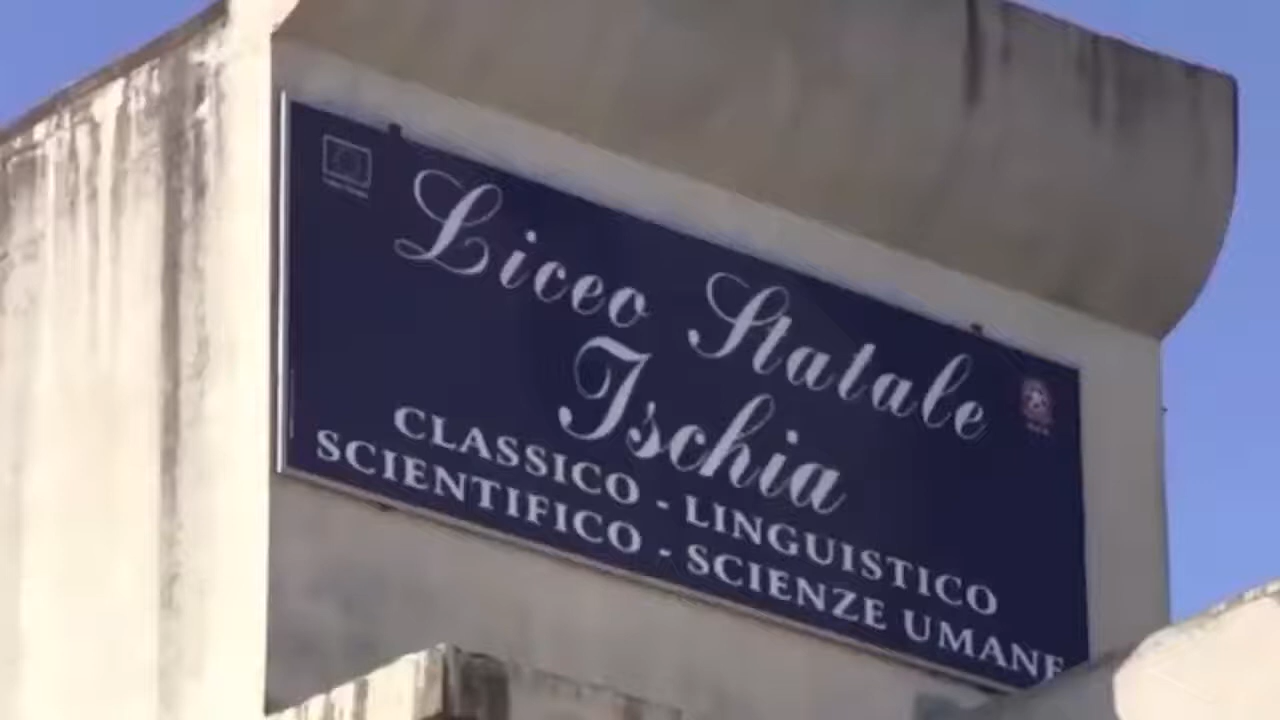 Liceo Statale
Ischia
CLASSICO - LINGUISTICO
SCIENTIFICO - SCIENZE UMANE